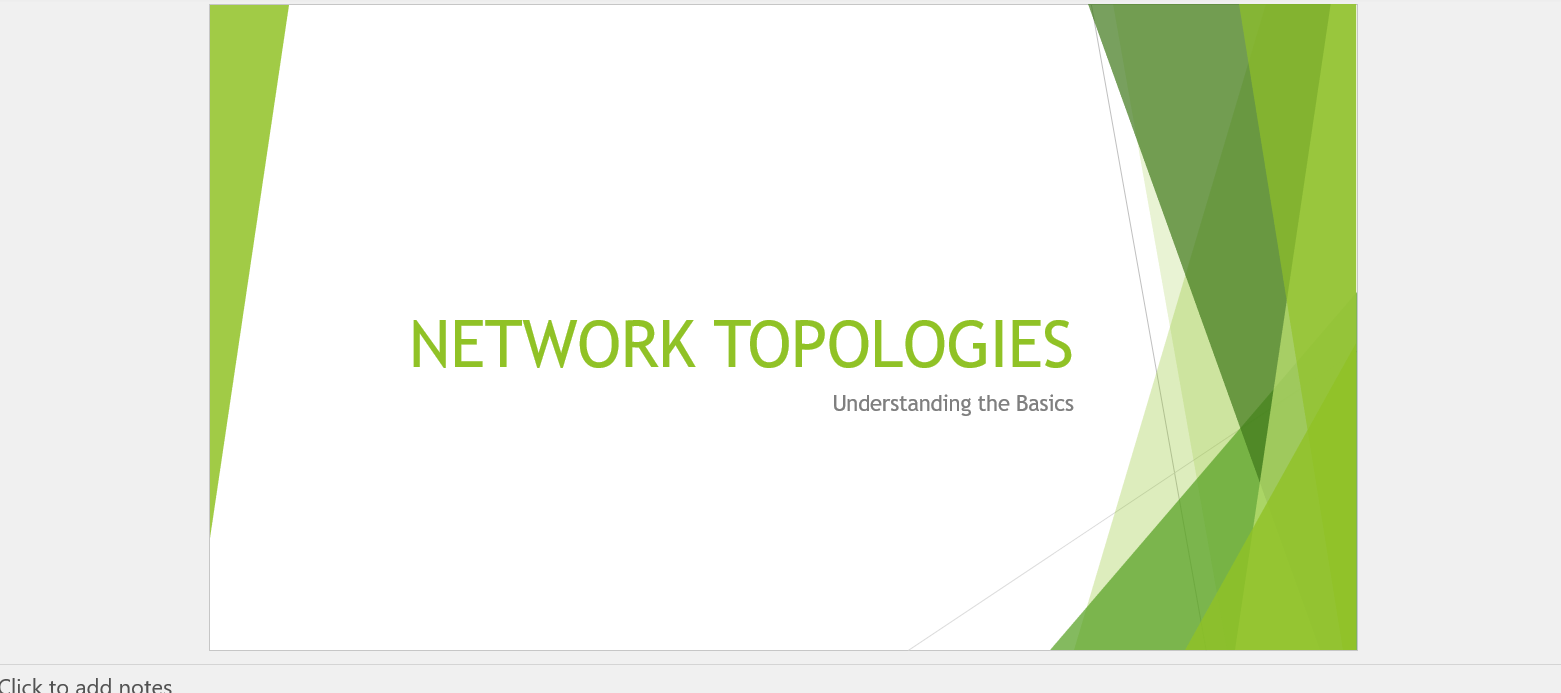 NETWORK TOPOLOGIES
Understanding the Basics
Click to add notes